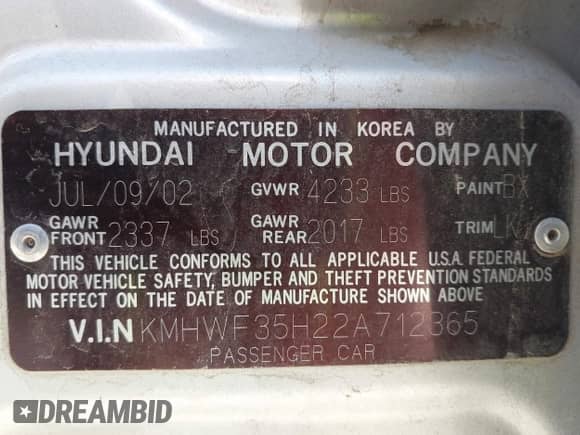 MANUFACTURED IN KOREA BY
HYUNDAI MOTOR COMPANY
JUL/09/02 GVWR 4233 LBS PAINT BX
GAWR FRONT 2337 LBS GAWR REAR 2017 LBS TRIM LK
THIS VEHICLE CONFORMS TO ALL APPLICABLE U.S.A. FEDERAL
MOTOR VEHICLE SAFETY, BUMPER AND THEFT PREVENTION STANDARDS
IN EFFECT ON THE DATE OF MANUFACTURE SHOWN ABOVE
V.I.N KMHWF35H22A712365
PASSENGER CAR
DREAMBID